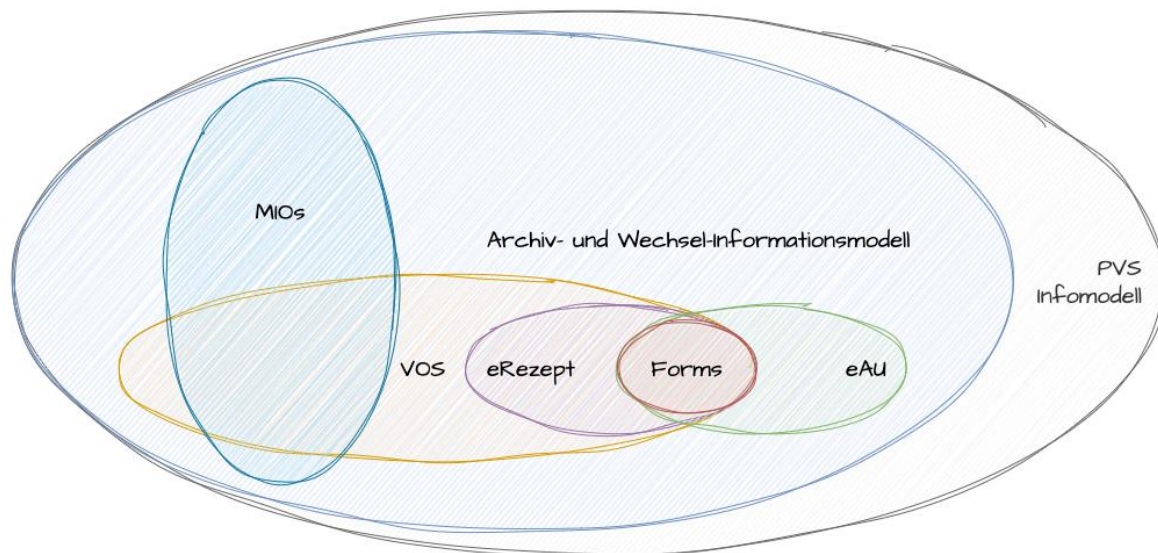 MIOs
Archiv- und Wechsel-Informationsmodell
PVS
Infomodell
VOS
eRezept
Forms
eAU